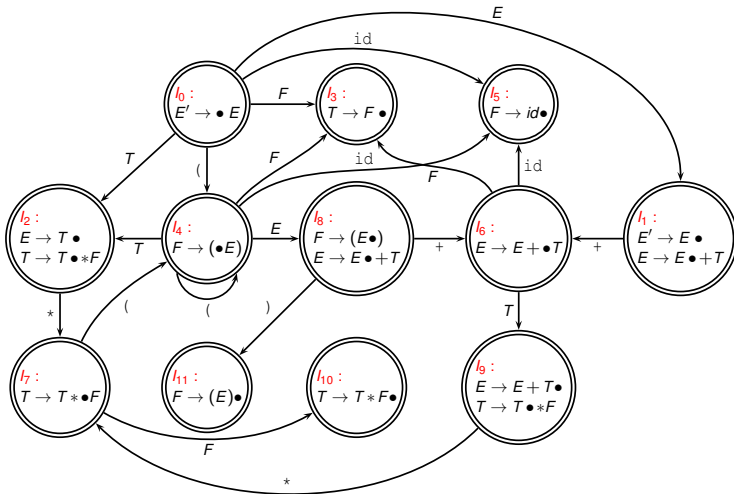 E
id
I₀ :
E′ → ● E
F
I₃ :
T → F ●
I₅ :
F → id●
T
(
F
id
F
id
I₂ :
E → T ●
T → T ● ∗F
T
I₄ :
F → (●E)
E
I₈ :
F → (E●)
E → E ● +T
+
I₆ :
E → E + ●T
+
I₁ :
E′ → E ●
E → E ● +T
*
(
(
)
T
I₇ :
T → T ∗ ●F
I₁₁ :
F → (E)●
I₁₀ :
T → T ∗ F●
I₉ :
E → E + T●
T → T ● ∗F
F
*